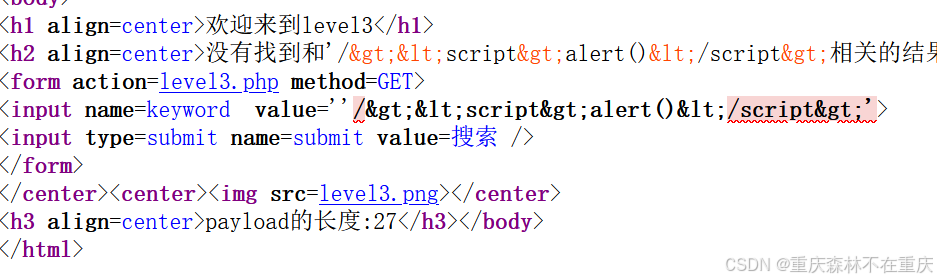 <body>
<h1 align=center>欢迎来到level3</h1>
<h2 align=center>没有找到和'/&gt;&lt;script&gt;alert()&lt;/script&gt;相关的结果
<form action=level3.php method=GET>
<input name=keyword  value=''/&gt;&lt;script&gt;alert()&lt;/script&gt;'>
<input type=submit name=submit value=搜索 />
</form>
</center><center><img src=level3.png></center>
<h3 align=center>payload的长度:27</h3></body>
</html>
CSDN @重庆森林不在重庆